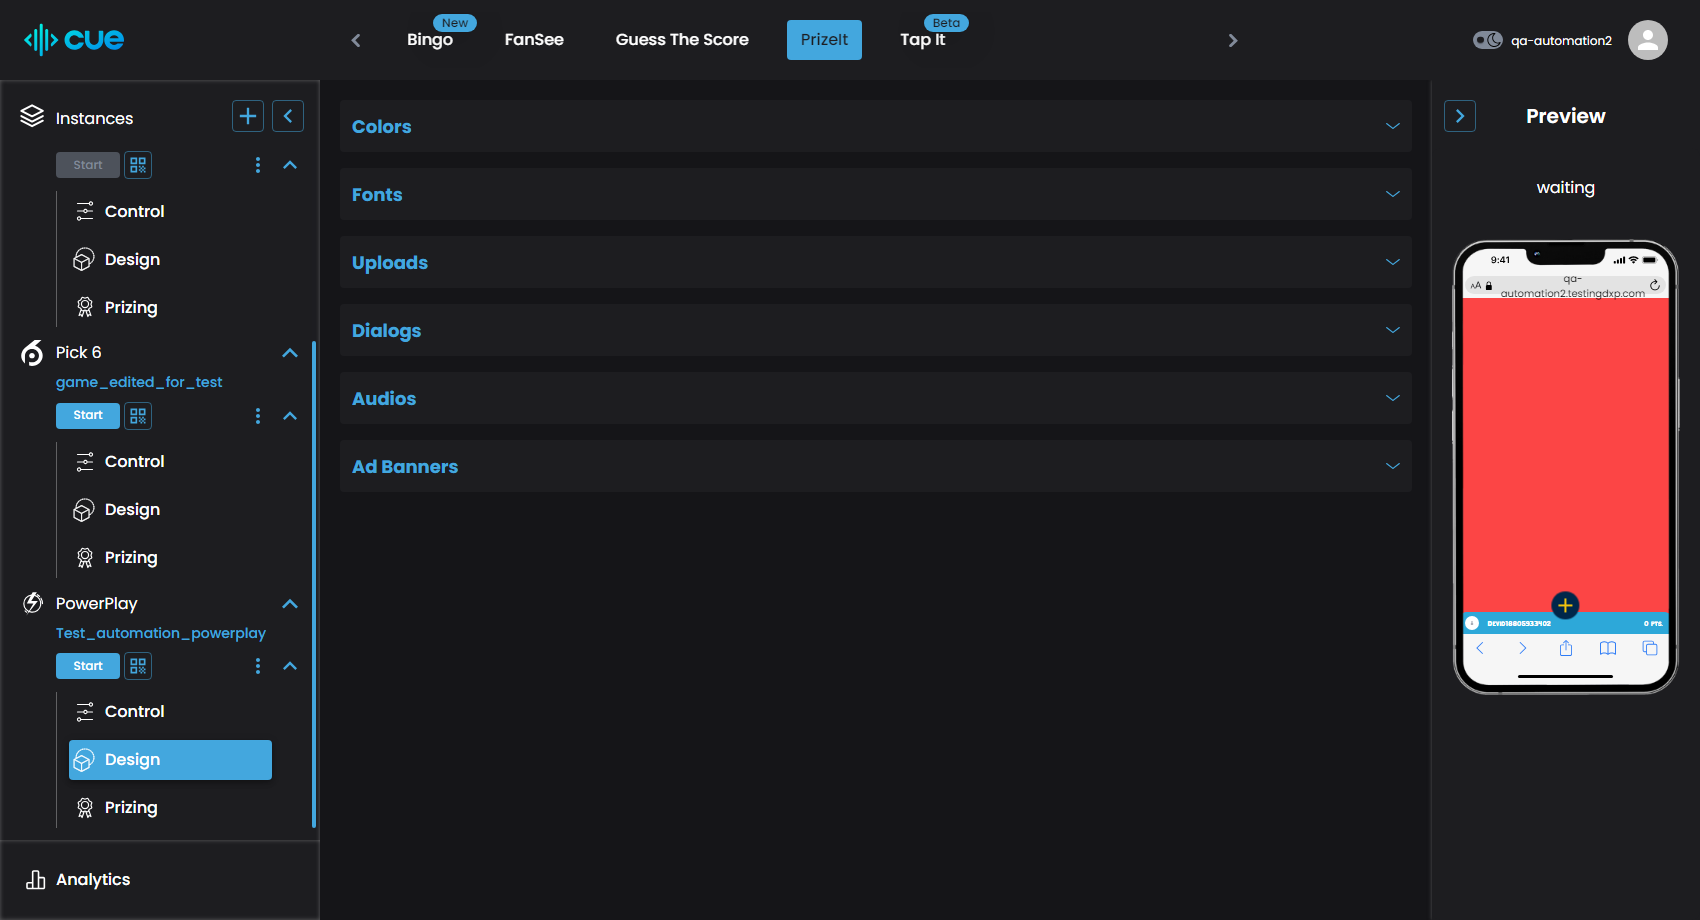 cue
Bingo
New
FanSee
Guess The Score
PrizeIt
Tap It
Beta
qa-automation2
Instances
Start
Control
Design
Prizing
Pick 6
game_edited_for_test
Start
Control
Design
Prizing
PowerPlay
Test_automation_powerplay
Start
Control
Design
Prizing
Analytics
Colors
Fonts
Uploads
Dialogs
Audios
Ad Banners
Preview
waiting
9:41
AA
qa-
automation2.testingdxp.com
0 PTS.